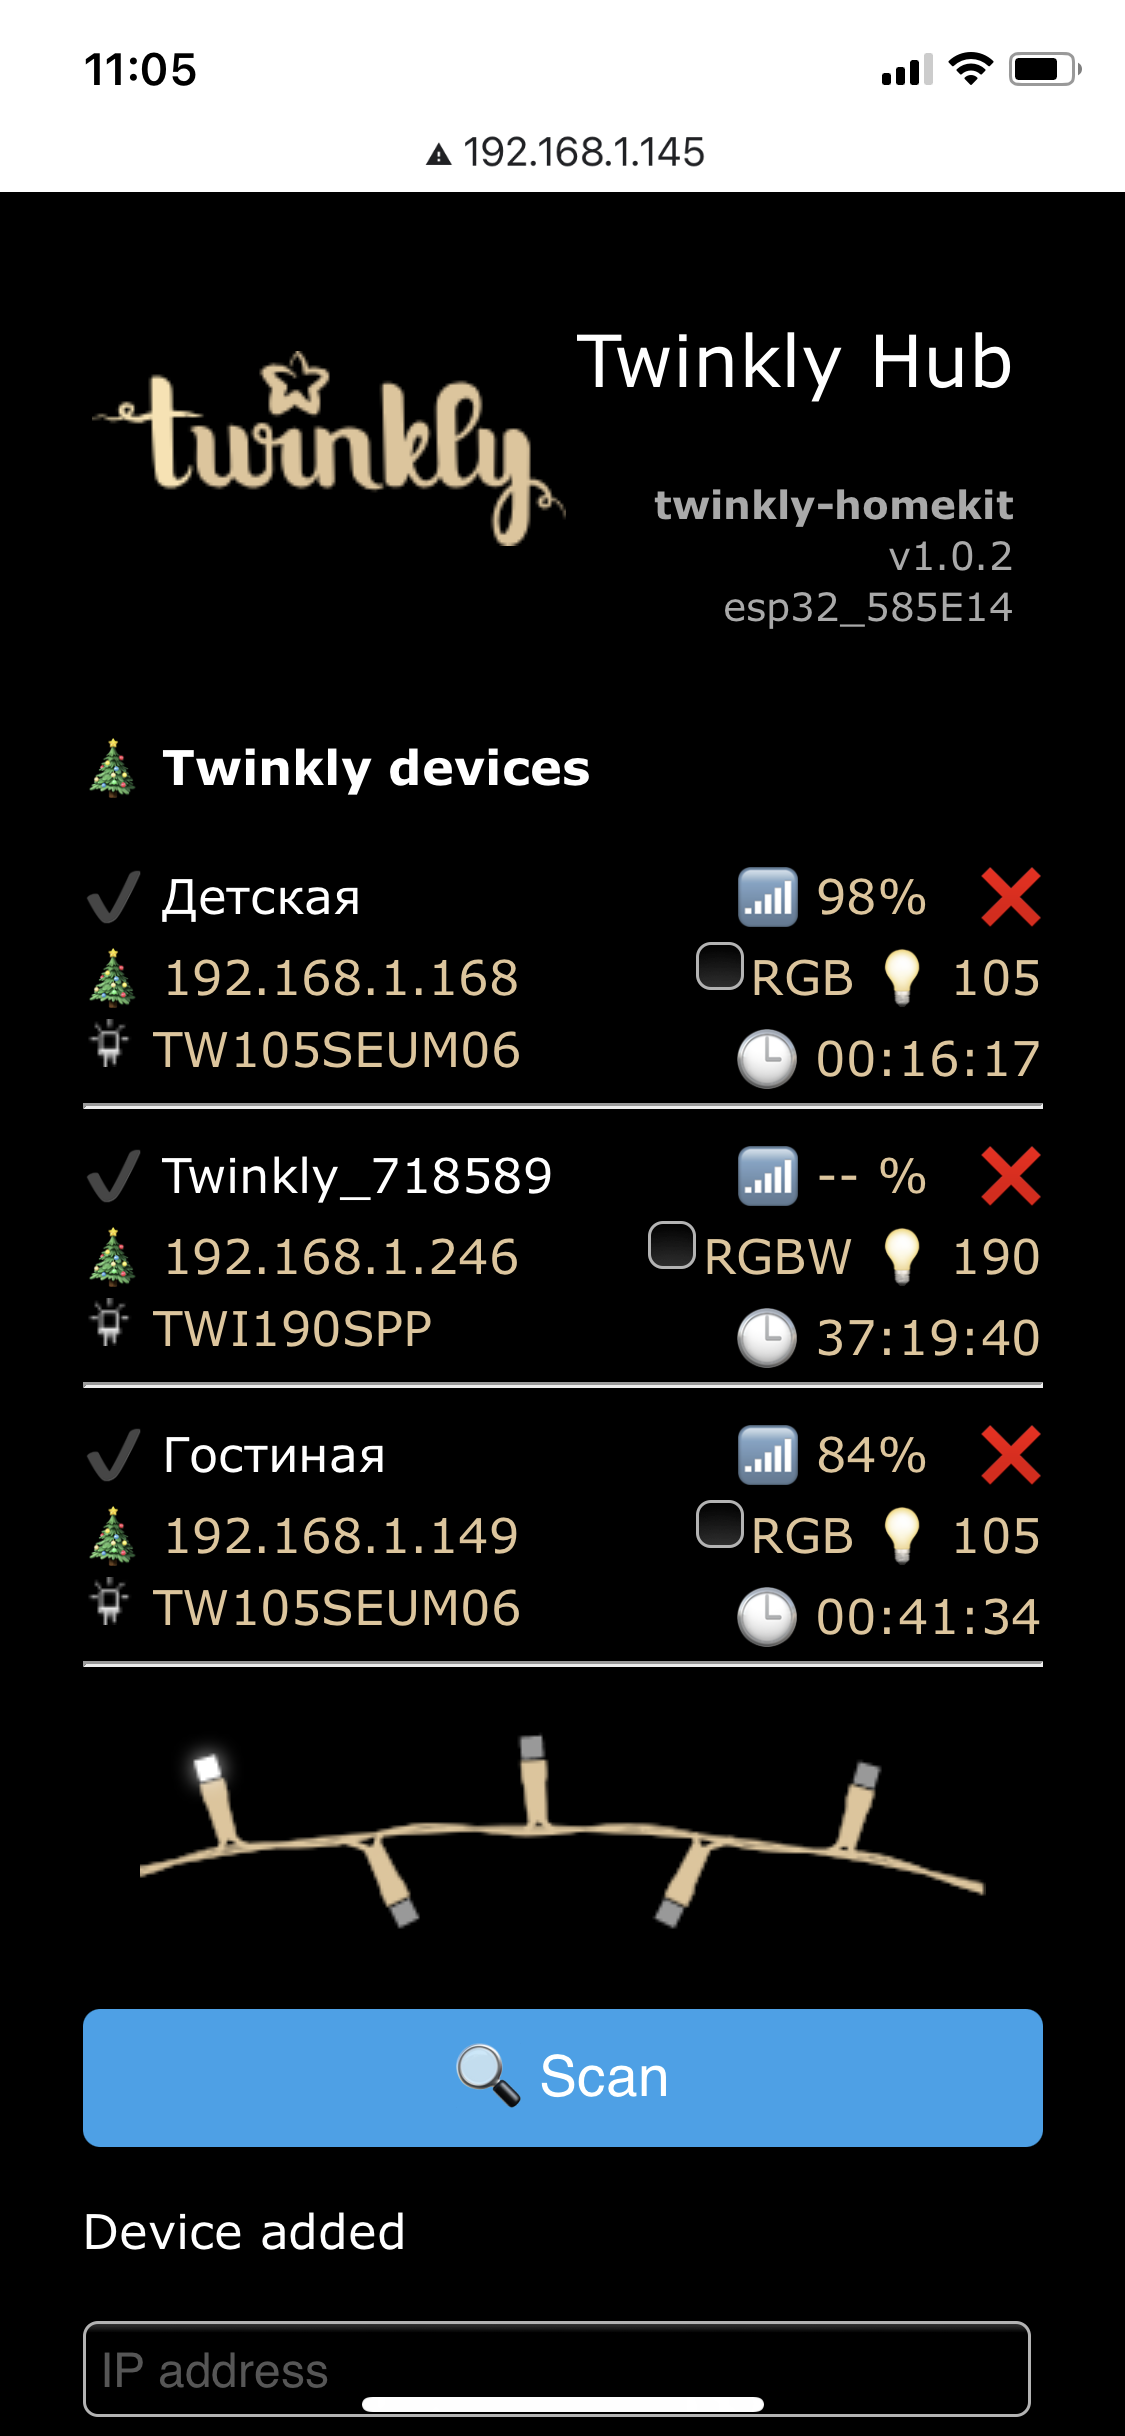 11:05
192.168.1.145
twinkly
Twinkly Hub
twinkly-homekit
v1.0.2
esp32_585E14
Twinkly devices
Детская 98%
192.168.1.168 RGB 105
TW105SEUM06 00:16:17
Twinkly_718589 -- %
192.168.1.246 RGBW 190
TWI190SPP 37:19:40
Гостиная 84%
192.168.1.149 RGB 105
TW105SEUM06 00:41:34
Scan
Device added
IP address